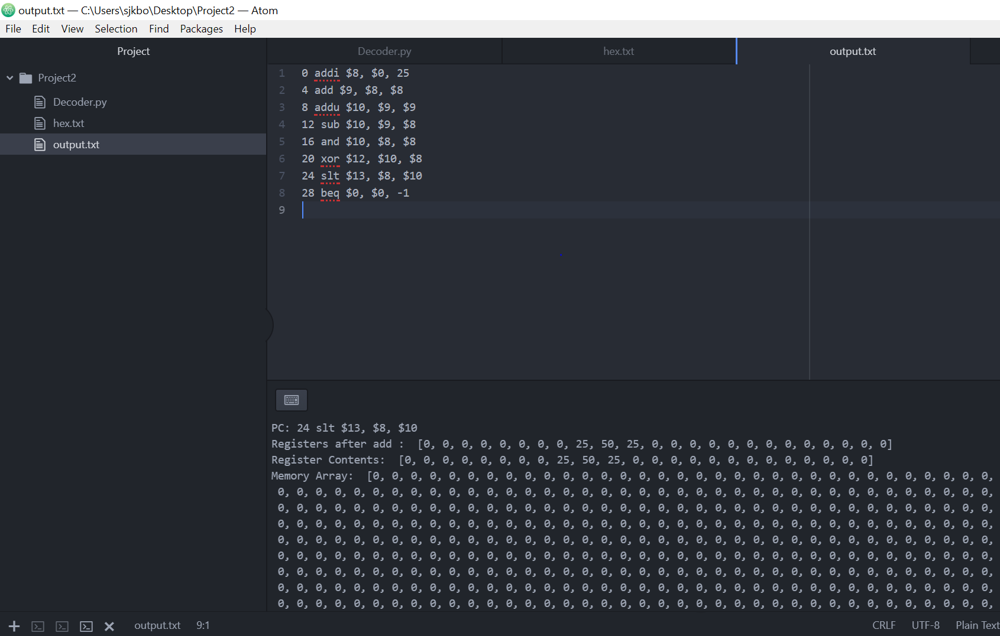 output.txt — C:\Users\sjkbo\Desktop\Project2 — Atom
File Edit View Selection Find Packages Help
Project
Project2
Decoder.py
hex.txt
output.txt
Decoder.py hex.txt output.txt
1 0 addi $8, $0, 25
2 4 add $9, $8, $8
3 8 addu $10, $9, $9
4 12 sub $10, $9, $8
5 16 and $10, $8, $8
6 20 xor $12, $10, $8
7 24 slt $13, $8, $10
8 28 beq $0, $0, -1
9
PC: 24 slt $13, $8, $10
Registers after add :  [0, 0, 0, 0, 0, 0, 0, 0, 25, 50, 25, 0, 0, 0, 0, 0, 0, 0, 0, 0, 0, 0, 0, 0]
Register Contents:  [0, 0, 0, 0, 0, 0, 0, 0, 25, 50, 25, 0, 0, 0, 0, 0, 0, 0, 0, 0, 0, 0, 0, 0]
Memory Array:  [0, 0, 0, 0, 0, 0, 0, 0, 0, 0, 0, 0, 0, 0, 0, 0, 0, 0, 0, 0, 0, 0, 0, 0, 0, 0, 0, 0, 0, 0, 0, 0, 0,
0, 0, 0, 0, 0, 0, 0, 0, 0, 0, 0, 0, 0, 0, 0, 0, 0, 0, 0, 0, 0, 0, 0, 0, 0, 0, 0, 0, 0, 0, 0, 0, 0, 0, 0, 0, 0, 0,
0, 0, 0, 0, 0, 0, 0, 0, 0, 0, 0, 0, 0, 0, 0, 0, 0, 0, 0, 0, 0, 0, 0, 0, 0, 0, 0, 0, 0, 0, 0, 0, 0, 0, 0, 0, 0, 0,
0, 0, 0, 0, 0, 0, 0, 0, 0, 0, 0, 0, 0, 0, 0, 0, 0, 0, 0, 0, 0, 0, 0, 0, 0, 0, 0, 0, 0, 0, 0, 0, 0, 0, 0, 0, 0, 0,
0, 0, 0, 0, 0, 0, 0, 0, 0, 0, 0, 0, 0, 0, 0, 0, 0, 0, 0, 0, 0, 0, 0, 0, 0, 0, 0, 0, 0, 0, 0, 0, 0, 0, 0, 0, 0, 0,
0, 0, 0, 0, 0, 0, 0, 0, 0, 0, 0, 0, 0, 0, 0, 0, 0, 0, 0, 0, 0, 0, 0, 0, 0, 0, 0, 0, 0, 0, 0, 0, 0, 0, 0, 0, 0, 0,
0, 0, 0, 0, 0, 0, 0, 0, 0, 0, 0, 0, 0, 0, 0, 0, 0, 0, 0, 0, 0, 0, 0, 0, 0, 0, 0, 0, 0, 0, 0, 0, 0, 0, 0, 0, 0, 0,
0, 0, 0, 0, 0, 0, 0, 0, 0, 0, 0, 0, 0, 0, 0, 0, 0, 0, 0, 0, 0, 0, 0, 0, 0, 0, 0, 0, 0, 0, 0, 0, 0, 0, 0, 0, 0, 0,
0, 0, 0, 0, 0, 0, 0, 0, 0, 0, 0, 0, 0, 0, 0, 0, 0, 0, 0, 0, 0, 0, 0, 0, 0, 0, 0, 0, 0, 0, 0, 0, 0, 0, 0, 0, 0, 0,
output.txt 9:1 CRLF UTF-8 Plain Text